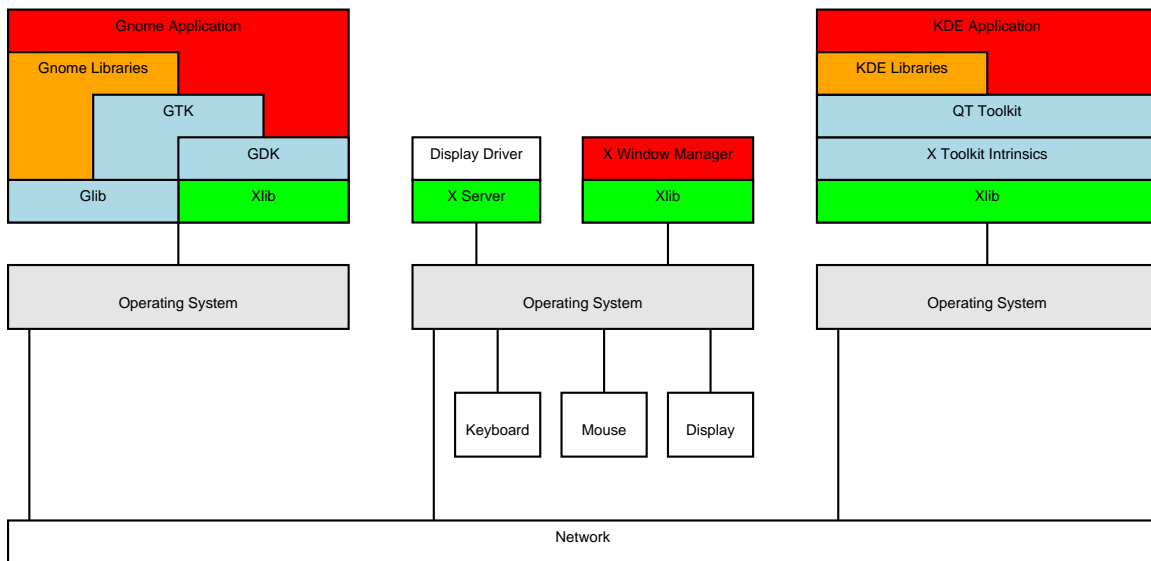 Gnome Application
KDE Application
Gnome Libraries
KDE Libraries
GTK
QT Toolkit
GDK
Display Driver
X Window Manager
X Toolkit Intrinsics
Glib
Xlib
X Server
Xlib
Xlib
Operating System
Operating System
Operating System
Keyboard
Mouse
Display
Network